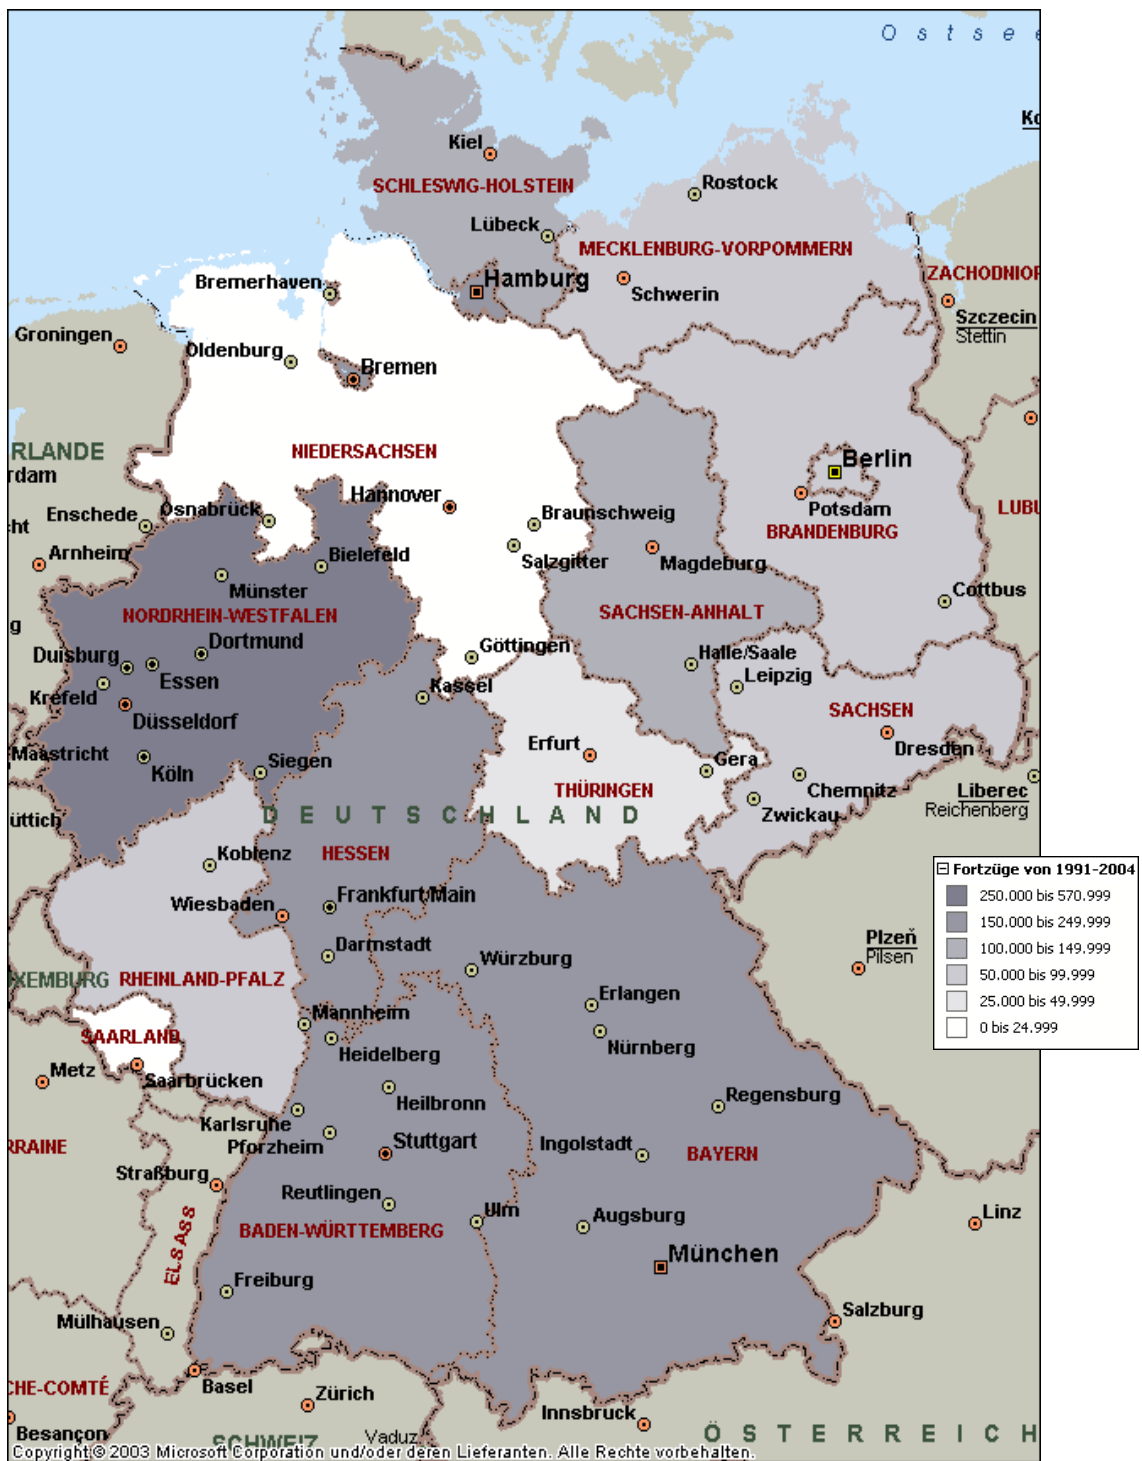 O s t s e e
Ko
Kiel
SCHLESWIG-HOLSTEIN
Rostock
Lübeck
MECKLENBURG-VORPOMMERN
ZACHODNIOP
Bremerhaven
Hamburg
Schwerin
Szczecin
Stettin
Groningen
Oldenburg
Bremen
RLANDE
rdam
NIEDERSACHSEN
Berlin
Hannover
Potsdam
LUBU
cht
Enschede
Osnabrück
Braunschweig
BRANDENBURG
Arnheim
Bielefeld
Salzgitter
Magdeburg
Münster
Cottbus
NORDRHEIN-WESTFALEN
SACHSEN-ANHALT
g
Dortmund
Göttingen
Duisburg
Halle/Saale
Essen
Leipzig
Krefeld
Kassel
SACHSEN
Düsseldorf
Erfurt
Dresden
Maastricht
Köln
Siegen
Gera
THÜRINGEN
Chemnitz
Liberec
Reichenberg
Zwickau
üttich
D E U T S C H L A N D
Koblenz
HESSEN
Fortzüge von 1991-2004
250.000 bis 570.999
150.000 bis 249.999
100.000 bis 149.999
50.000 bis 99.999
25.000 bis 49.999
0 bis 24.999
Wiesbaden
Frankfurt/Main
Darmstadt
Würzburg
Plzeň
Pilsen
XEMBURG
RHEINLAND-PFALZ
Erlangen
Mannheim
SAARLAND
Heidelberg
Nürnberg
Metz
Saarbrücken
Heilbronn
Regensburg
Karlsruhe
Pforzheim
RRAINE
Stuttgart
Ingolstadt
BAYERN
Straßburg
Reutlingen
Ulm
Augsburg
Linz
BADEN-WÜRTTEMBERG
ELSASS
München
Freiburg
Mülhausen
Salzburg
CHE-COMTÉ
Basel
Zürich
Besançon
SCHWEIZ
Vaduz
Innsbruck
Ö S T E R R E I C H
Copyright © 2003 Microsoft Corporation und/oder deren Lieferanten. Alle Rechte vorbehalten.